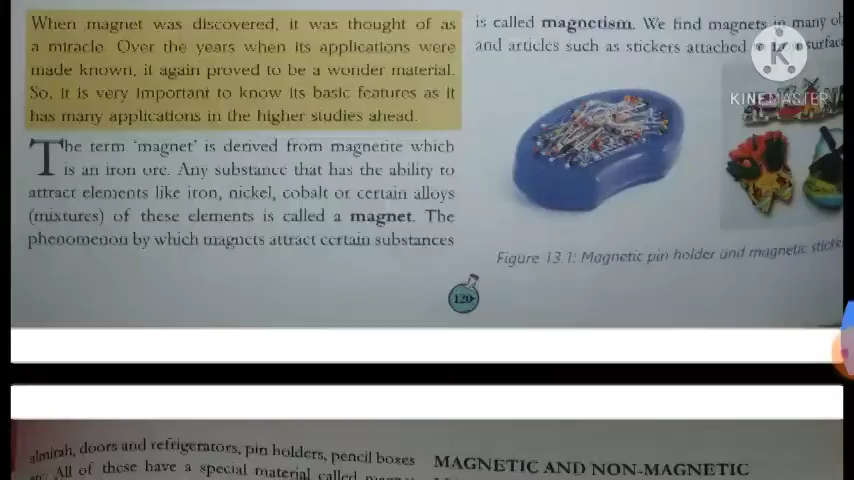 When magnet was discovered, it was thought of as
a miracle. Over the years when its applications were
made known, it again proved to be a wonder material.
So, it is very important to know its basic features as it
has many applications in the higher studies ahead.
The term 'magnet' is derived from magnetite which
is an iron ore. Any substance that has the ability to
attract elements like iron, nickel, cobalt or certain alloys
(mixtures) of these elements is called a magnet. The
phenomenon by which magnets attract certain substances
is called magnetism. We find magnets in many
and articles such as stickers attached
KINEMASTER
Figure 13.1: Magnetic pin holder and magnetic
120
almirah, doors and refrigerators, pin holders, pencil boxes
All of these have a special material called
MAGNETIC AND NON-MAGNETIC